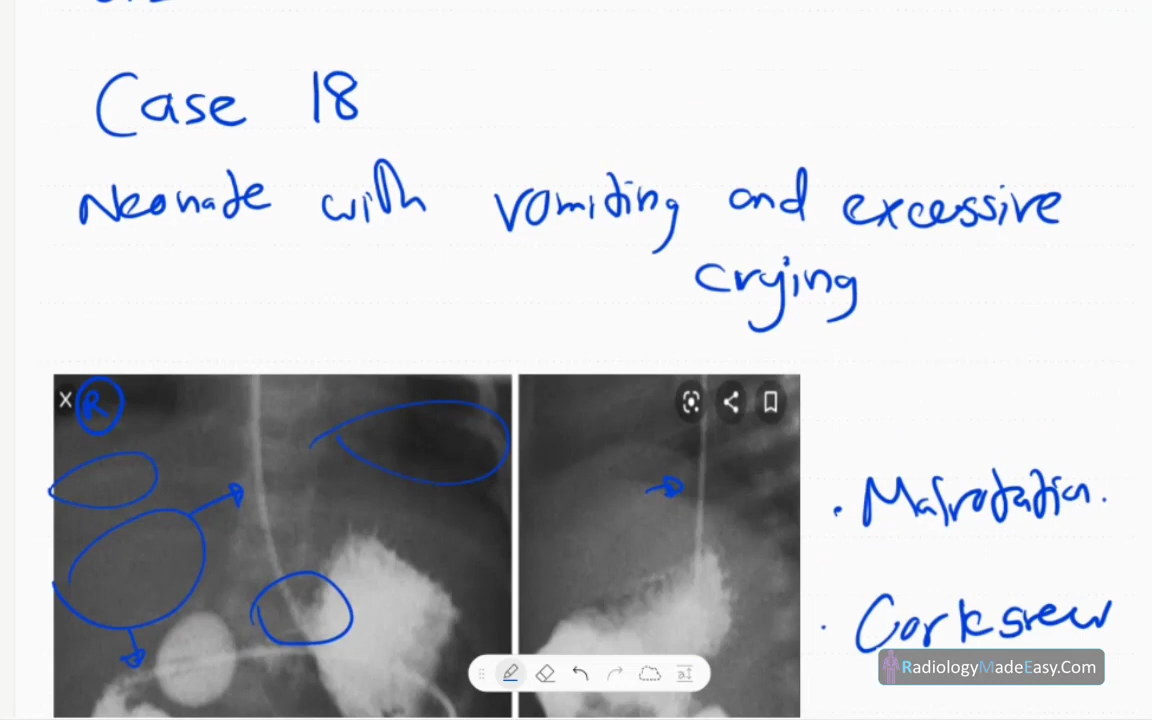 Case 18
Neonate with vomiting and excessive
crying
R
• Malrotation.
• Corkscrew
RadiologyMadeEasy.Com